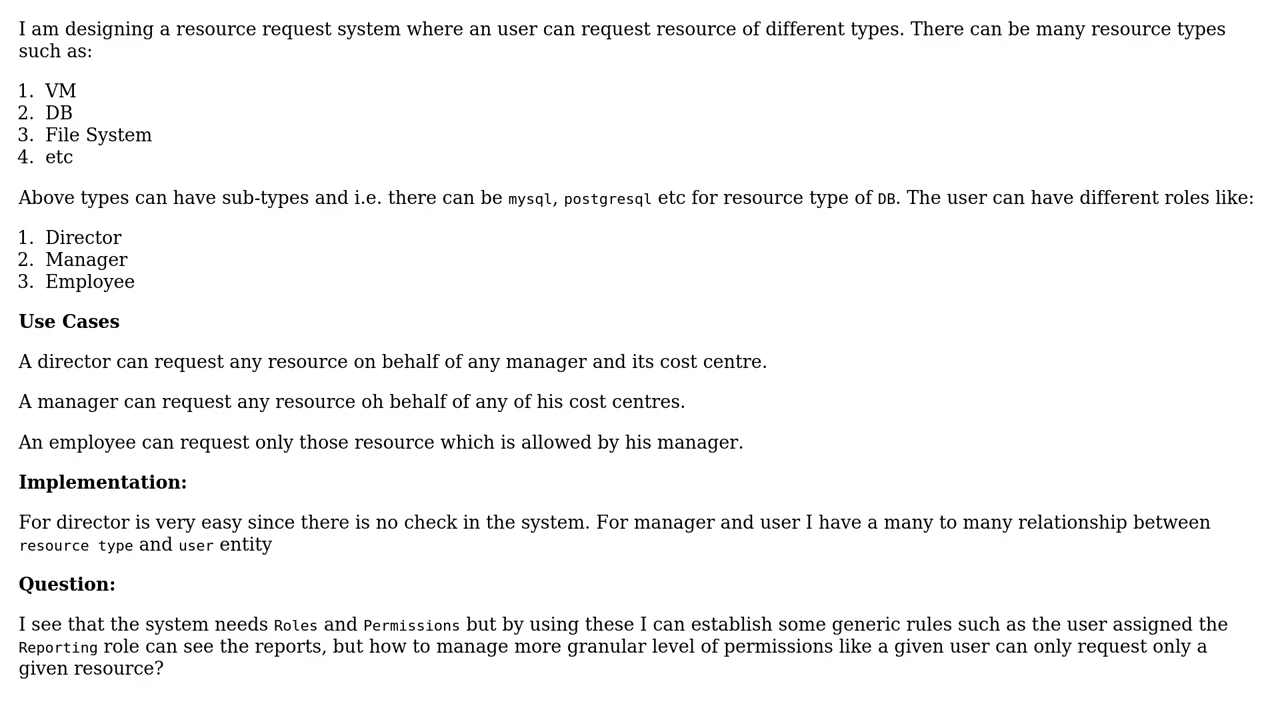 I am designing a resource request system where an user can request resource of different types. There can be many resource types
such as:
1. VM
2. DB
3. File System
4. etc
Above types can have sub-types and i.e. there can be mysql, postgresql etc for resource type of DB. The user can have different roles like:
1. Director
2. Manager
3. Employee
Use Cases
A director can request any resource on behalf of any manager and its cost centre.
A manager can request any resource oh behalf of any of his cost centres.
An employee can request only those resource which is allowed by his manager.
Implementation:
For director is very easy since there is no check in the system. For manager and user I have a many to many relationship between
resource type and user entity
Question:
I see that the system needs Roles and Permissions but by using these I can establish some generic rules such as the user assigned the
Reporting role can see the reports, but how to manage more granular level of permissions like a given user can only request only a
given resource?